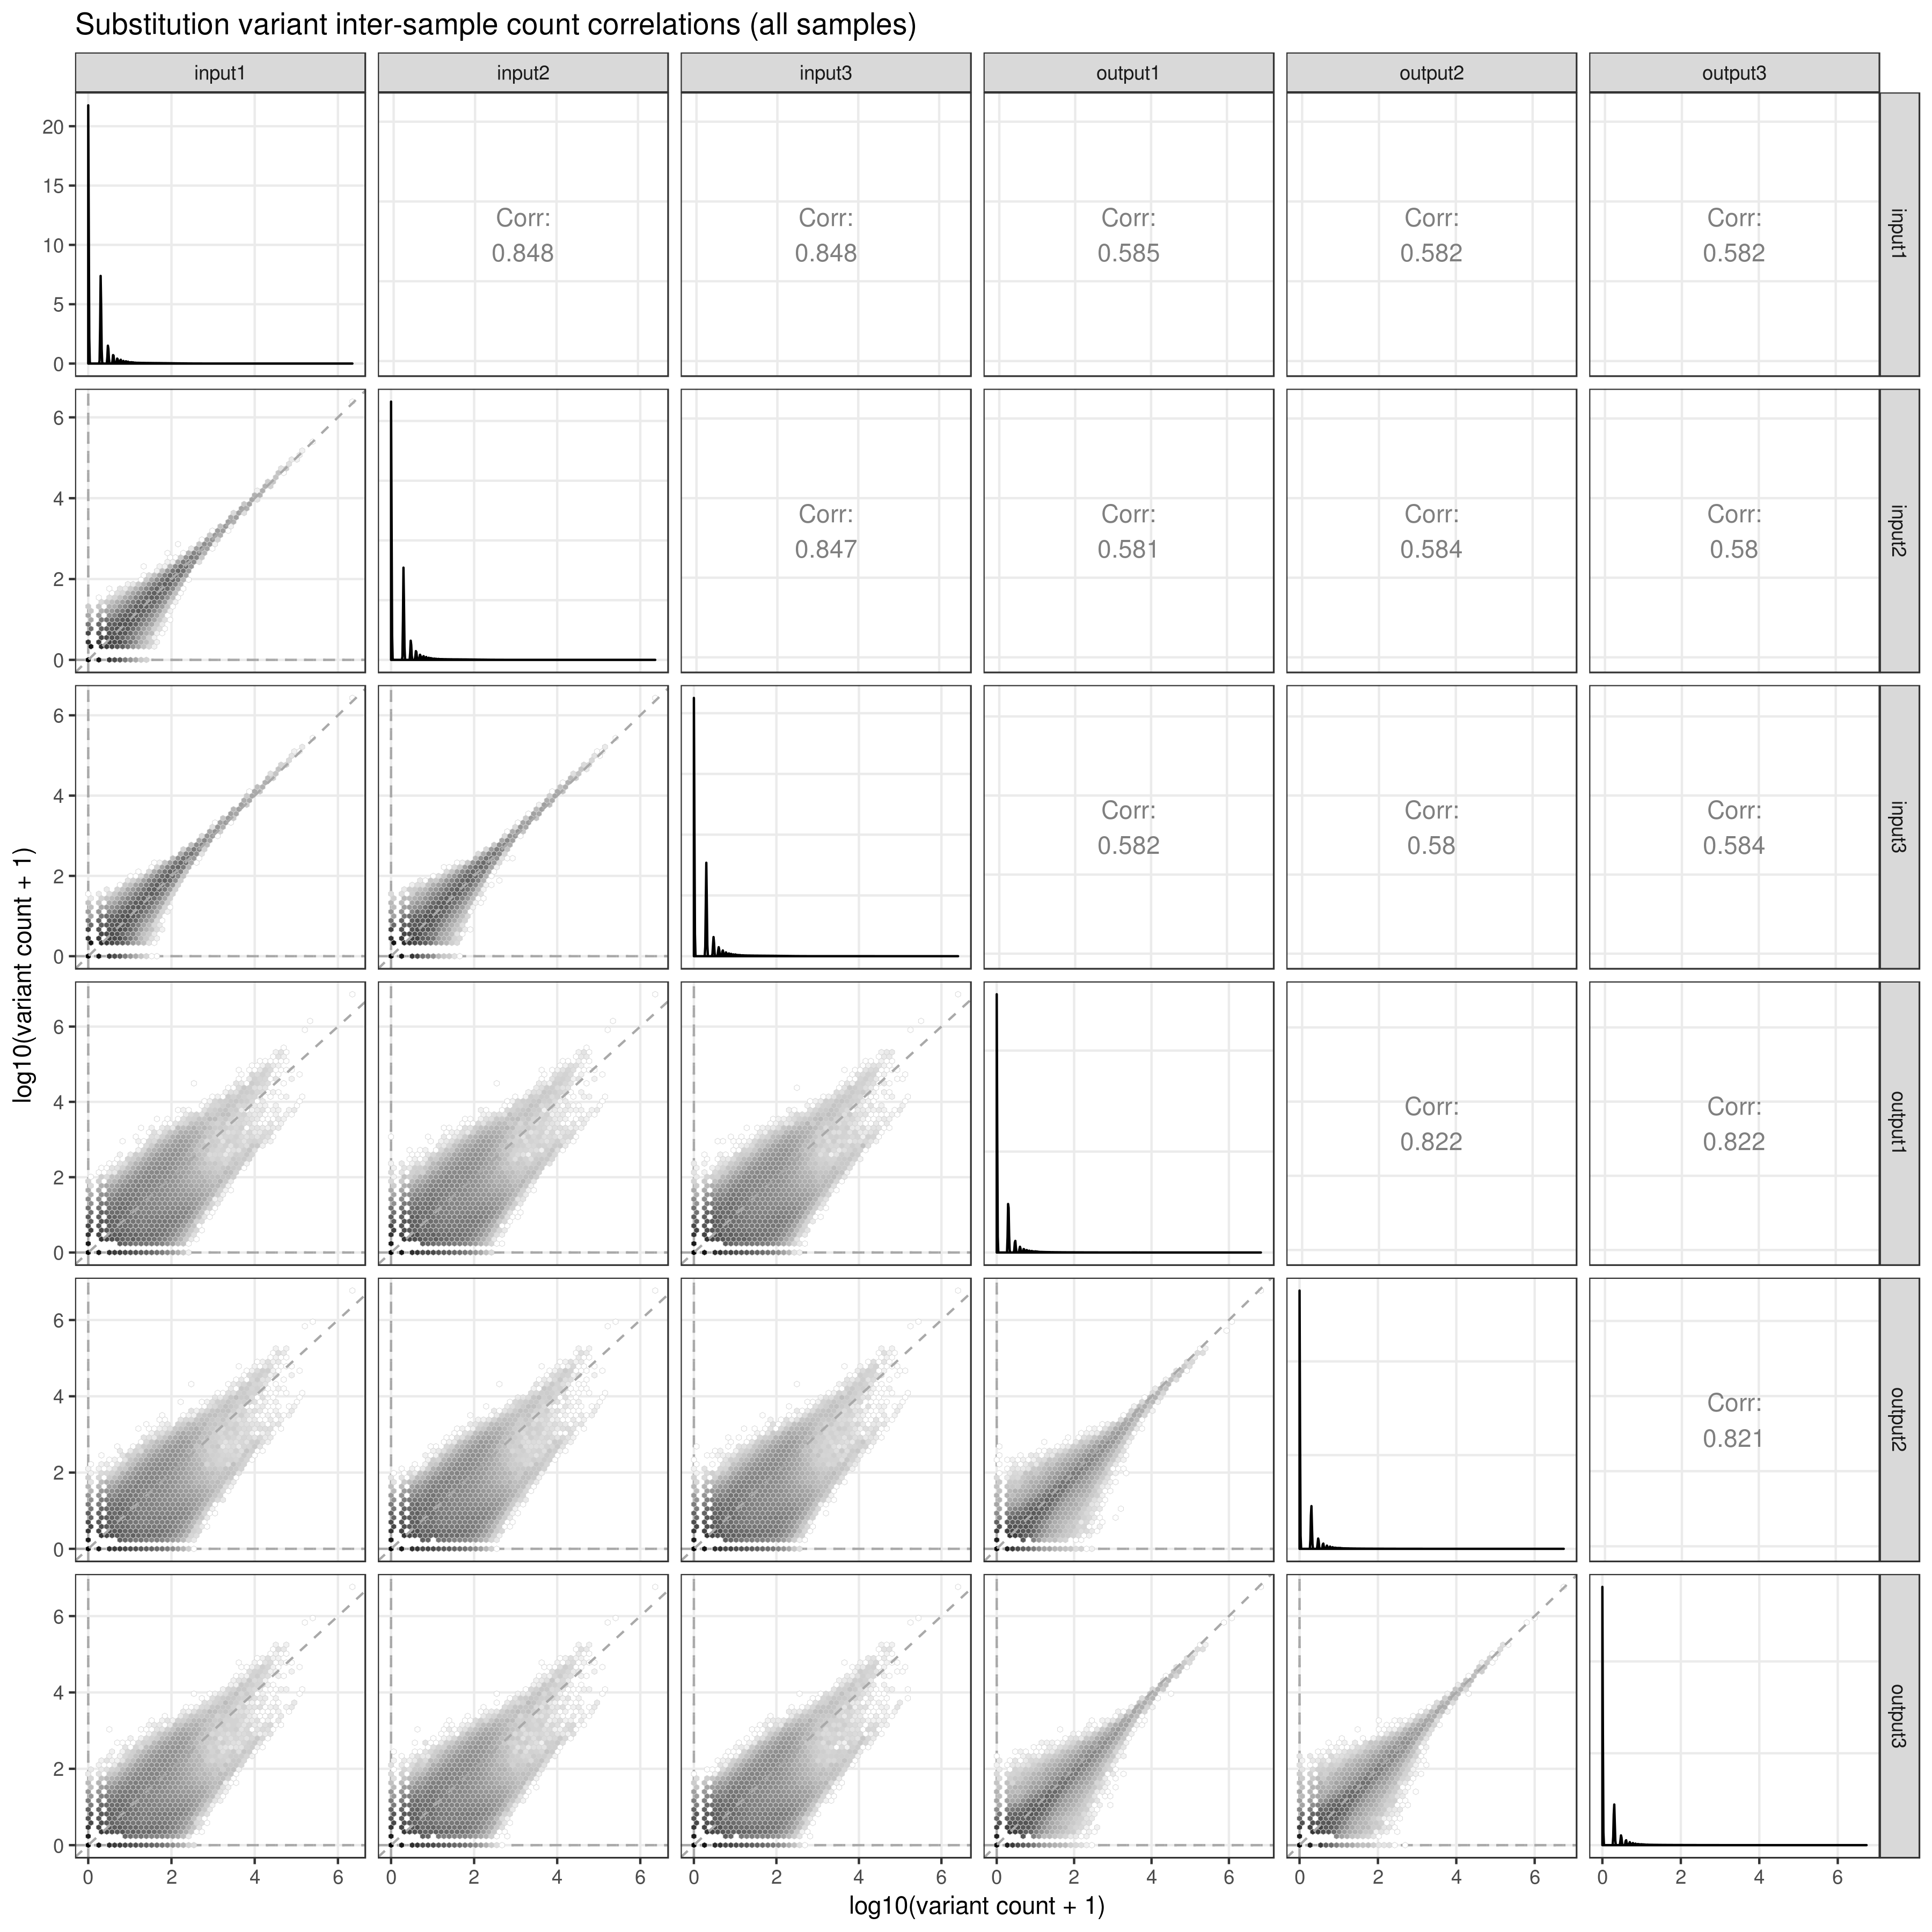 Substitution variant inter-sample count correlations (all samples)
input1
input2
input3
output1
output2
output3
20
15
10
5
0
Corr:
0.848
Corr:
0.848
Corr:
0.585
Corr:
0.582
Corr:
0.582
input1
6
4
2
0
Corr:
0.847
Corr:
0.581
Corr:
0.584
Corr:
0.58
input2
6
4
2
0
Corr:
0.582
Corr:
0.58
Corr:
0.584
input3
log10(variant count + 1)
6
4
2
0
Corr:
0.822
Corr:
0.822
output1
6
4
2
0
Corr:
0.821
output2
6
4
2
0
output3
0 2 4 6
0 2 4 6
0 2 4 6
0 2 4 6
0 2 4 6
0 2 4 6
log10(variant count + 1)